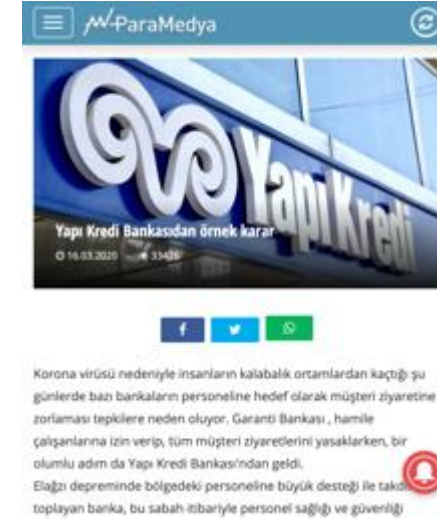 ParaMedya
Yapı Kredi
Yapı Kredi Bankasıdan örnek karar
16.03.2020 33426
Korona virüsü nedeniyle insanların kalabalık ortamlardan kaçtığı şu
günlerde bazı bankaların personeline hedef olarak müşteri ziyaretine
zorlaması tepkilere neden oluyor. Garanti Bankası , hamile
çalışanlarına izin verip, tüm müşteri ziyaretlerini yasaklarken, bir
olumlu adım da Yapı Kredi Bankası'ndan geldi.
Elağzı depreminde bölgedeki personeline büyük desteği ile takdi
toplayan banka, bu sabah itibariyle personel sağlığı ve güvenliği